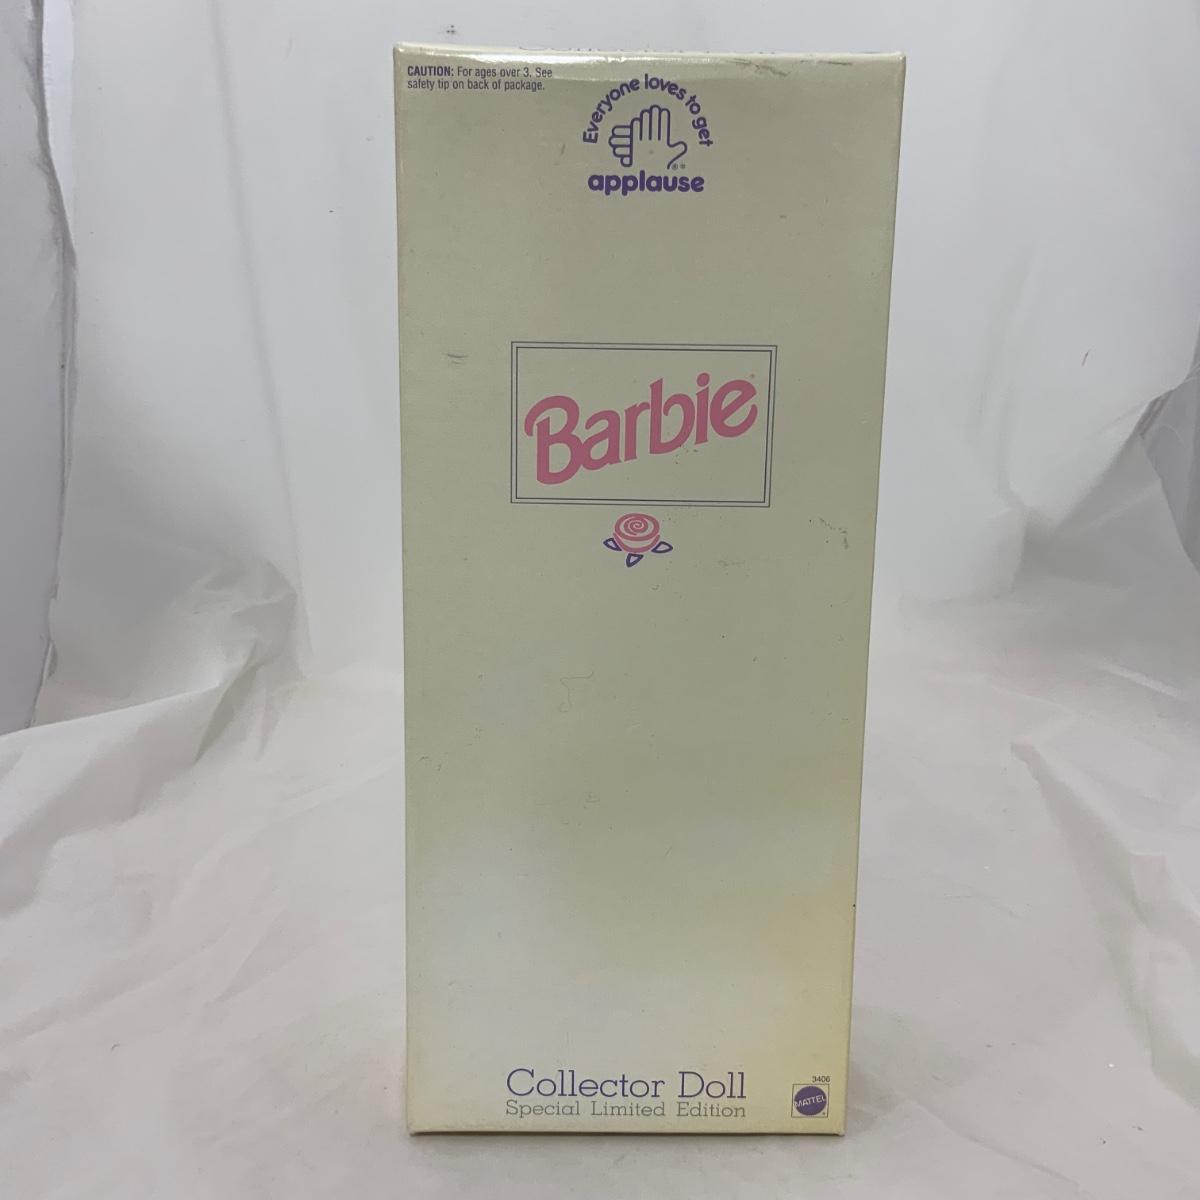 CAUTION: For ages over 3. See
safety tip on back of package.
Everyone loves to get
applause
Barbie
Collector Doll
Special Limited Edition
3406
MATTEL